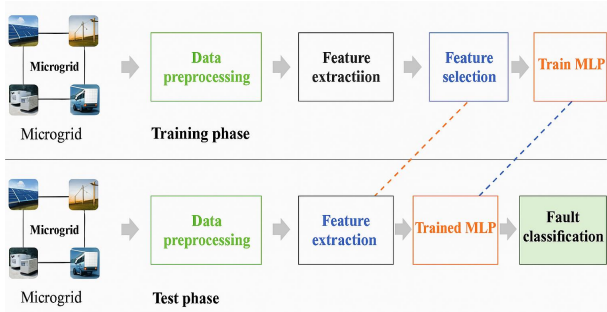 Microgrid
Microgrid
Data
preprocessing
Feature
extractiion
Feature
selection
Train MLP
Training phase
Microgrid
Microgrid
Data
preprocessing
Feature
extraction
Trained MLP
Fault
classification
Test phase